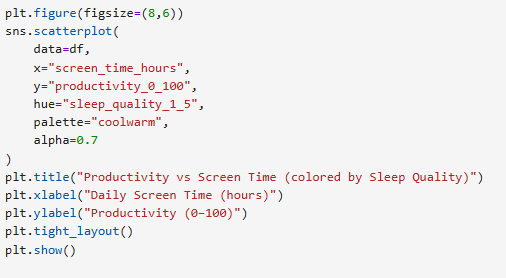 plt.figure(figsize=(8,6))
sns.scatterplot(
    data=df,
    x="screen_time_hours",
    y="productivity_0_100",
    hue="sleep_quality_1_5",
    palette="coolwarm",
    alpha=0.7
)
plt.title("Productivity vs Screen Time (colored by Sleep Quality)")
plt.xlabel("Daily Screen Time (hours)")
plt.ylabel("Productivity (0–100)")
plt.tight_layout()
plt.show()